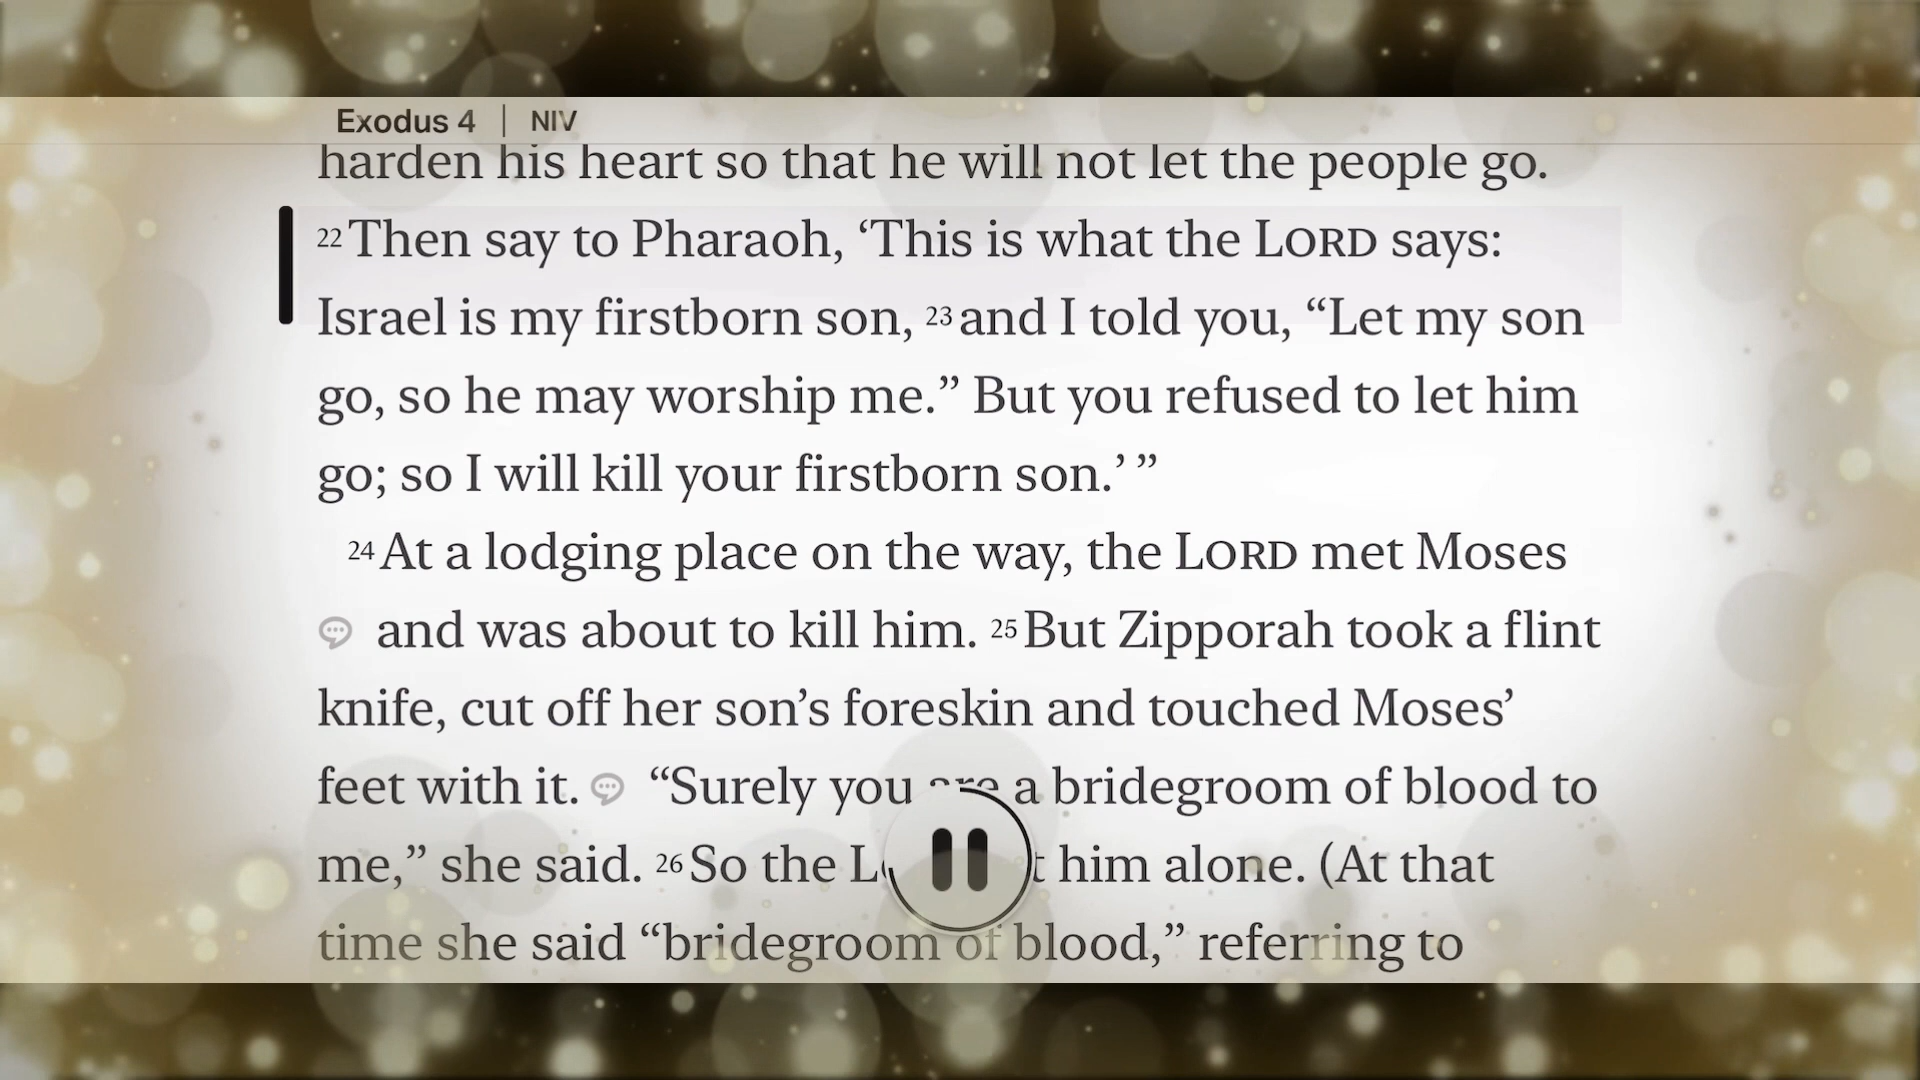 Exodus 4 | NIV
harden his heart so that he will not let the people go.
22 Then say to Pharaoh, ‘This is what the LORD says:
Israel is my firstborn son, 23 and I told you, “Let my son
go, so he may worship me.” But you refused to let him
go; so I will kill your firstborn son.’ ”
24 At a lodging place on the way, the LORD met Moses
and was about to kill him. 25 But Zipporah took a flint
knife, cut off her son’s foreskin and touched Moses’
feet with it. “Surely you are a bridegroom of blood to
me,” she said. 26 So the him alone. (At that
time she said “bridegroom of blood,” referring to